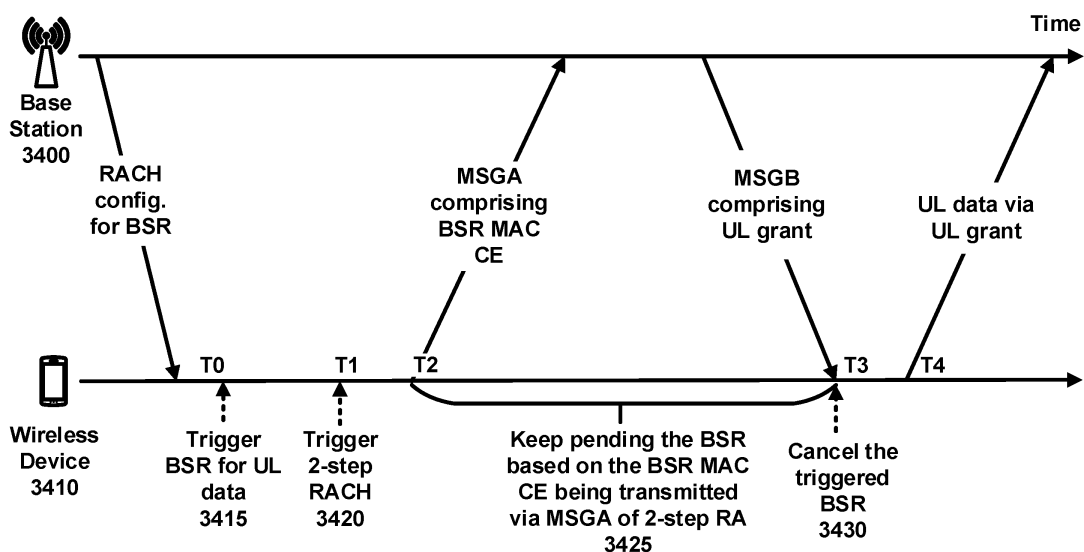 Time
Base
Station
3400
RACH
config.
for BSR
MSGA
comprising
BSR MAC
CE
MSGB
comprising
UL grant
UL data via
UL grant
T0
T1
T2
T3
T4
Wireless
Device
3410
Trigger
BSR for UL
data
3415
Trigger
2-step
RACH
3420
Keep pending the BSR
based on the BSR MAC
CE being transmitted
via MSGA of 2-step RA
3425
Cancel the
triggered
BSR
3430